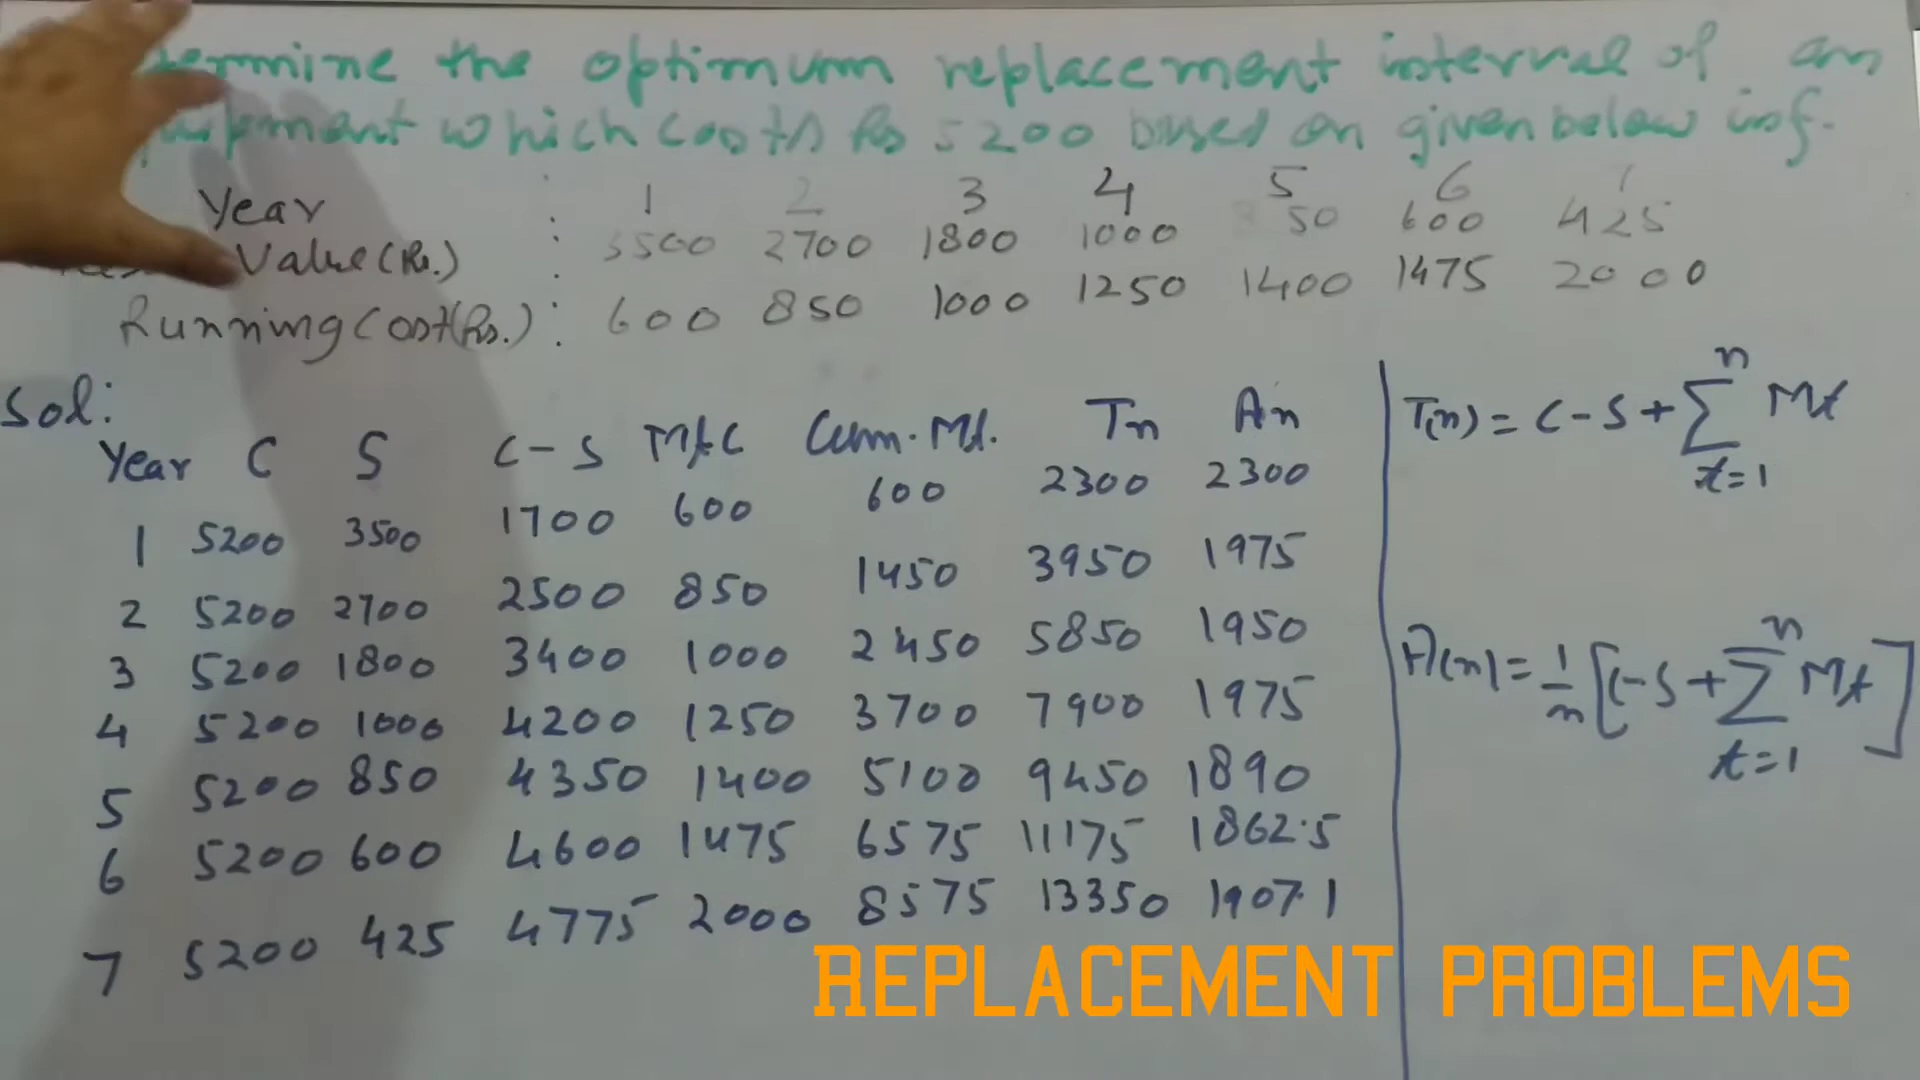 the optimum replacement interval of an
which costs Rs 5200 based on given below inf.
Year : 1 2 3 4 5 6
Value (Rs.) : 3500 2700 1800 1000 50 600 425
Running Cost (Rs.) : 600 850 1000 1250 1400 1475 2000
Sol:
Year C S C-S MtC Cum. Mt. Tn An
1 5200 3500 1700 600 600 2300 2300
2 5200 2700 2500 850 1450 3950 1975
3 5200 1800 3400 1000 2450 5850 1950
4 5200 1000 4200 1250 3700 7900 1975
5 5200 850 4350 1400 5100 9450 1890
6 5200 600 4600 1475 6575 11175 1862.5
7 5200 425 4775 2000 8575 13350 1907.1
T(n) = C-S + ∑ⁿₜ₌₁ Mt
A(n) = 1/n [C-S + ∑ⁿₜ₌₁ Mt]
REPLACEMENT PROBLEMS